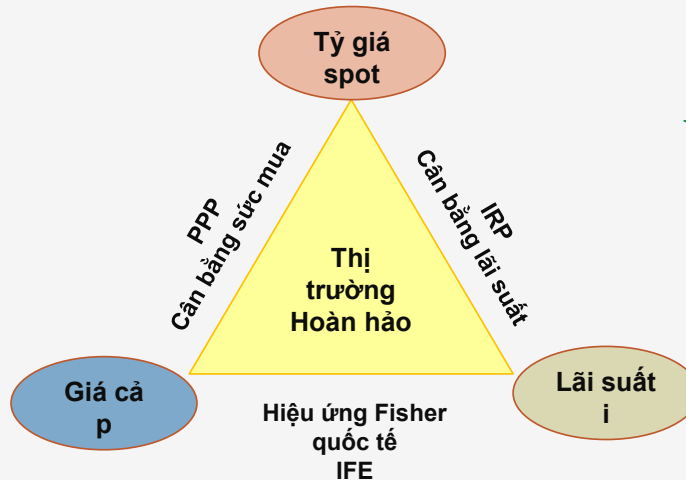 Tỷ giá
spot
PPP
Cân bằng sức mua
IRP
Cân bằng lãi suất
Thị
trường
Hoàn hảo
Giá cả
p
Lãi suất
i
Hiệu ứng Fisher
quốc tế
IFE